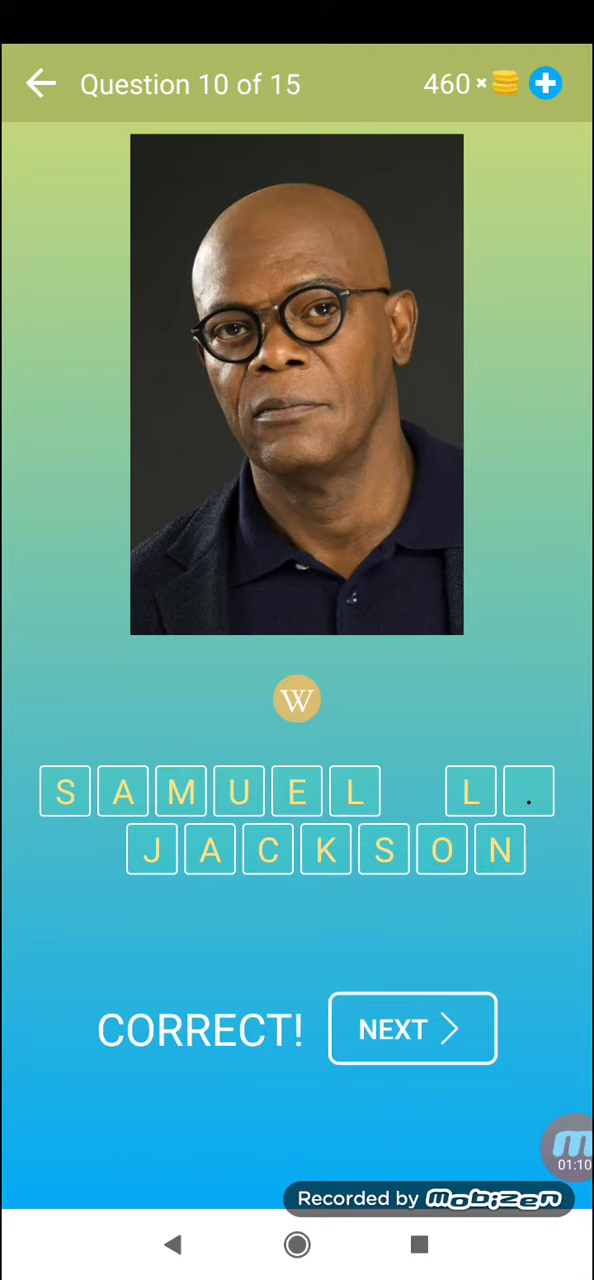 Question 10 of 15 460 ×
W
SAMUEL L.
JACKSON
CORRECT! NEXT
m
01:10
Recorded by mobizen